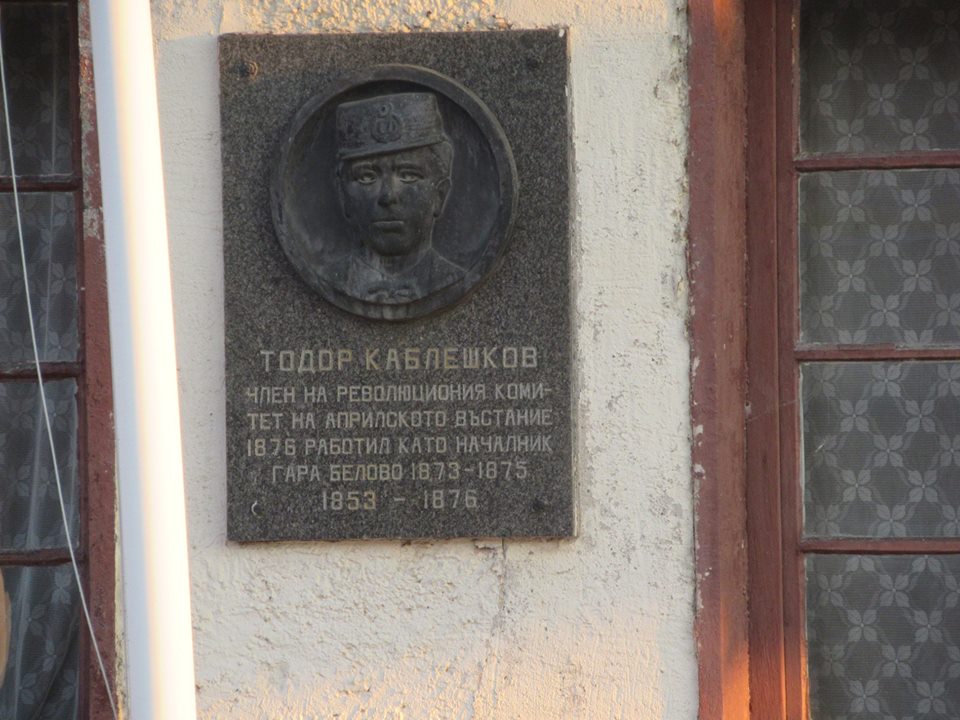 ТОДОР КАБЛЕШКОВ
ЧЛЕН НА РЕВОЛЮЦИОНИЯ КОМИ-
ТЕТ НА АПРИЛСКОТО ВЪСТАНИЕ
1876 РАБОТИЛ КАТО НАЧАЛНИК
ГАРА БЕЛОВО 1873-1875
1853 - 1876